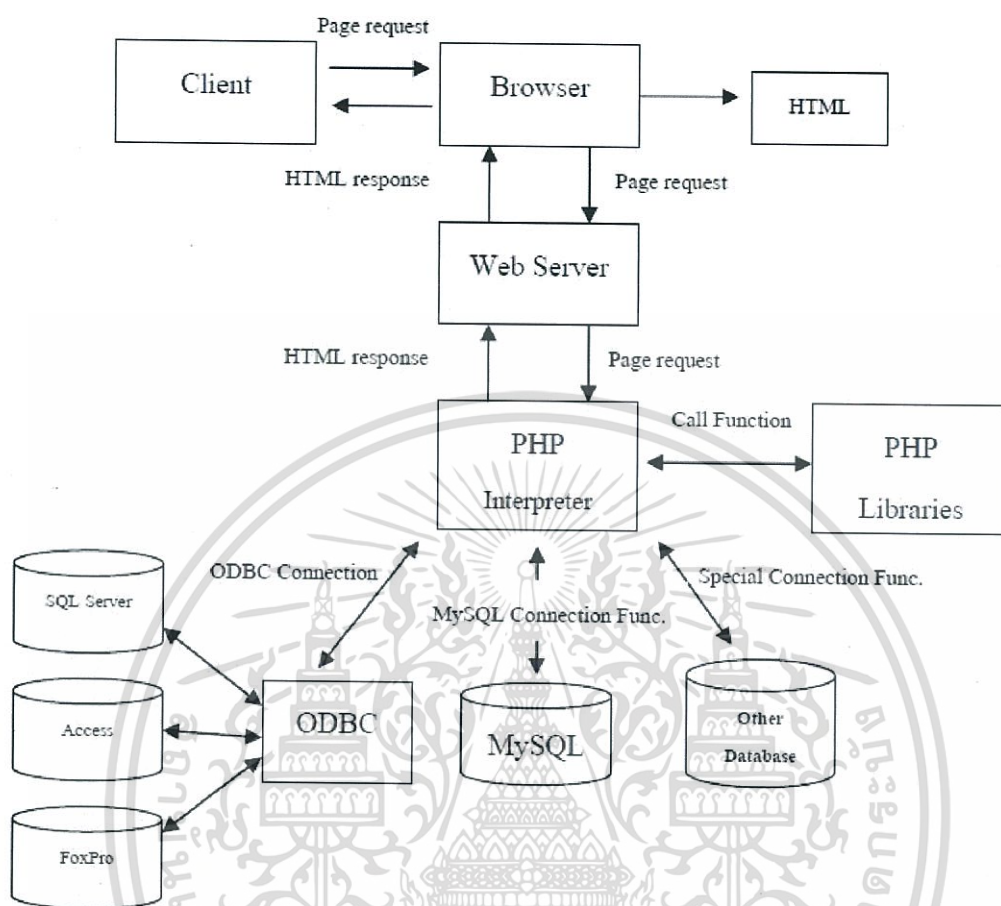 Page request
Client
Browser
HTML
HTML response
Page request
Web Server
HTML response
Page request
PHP
Interpreter
Call Function
PHP
Libraries
ODBC Connection
MySQL Connection Func.
Special Connection Func.
SQL Server
Access
FoxPro
ODBC
MySQL
Other
Database